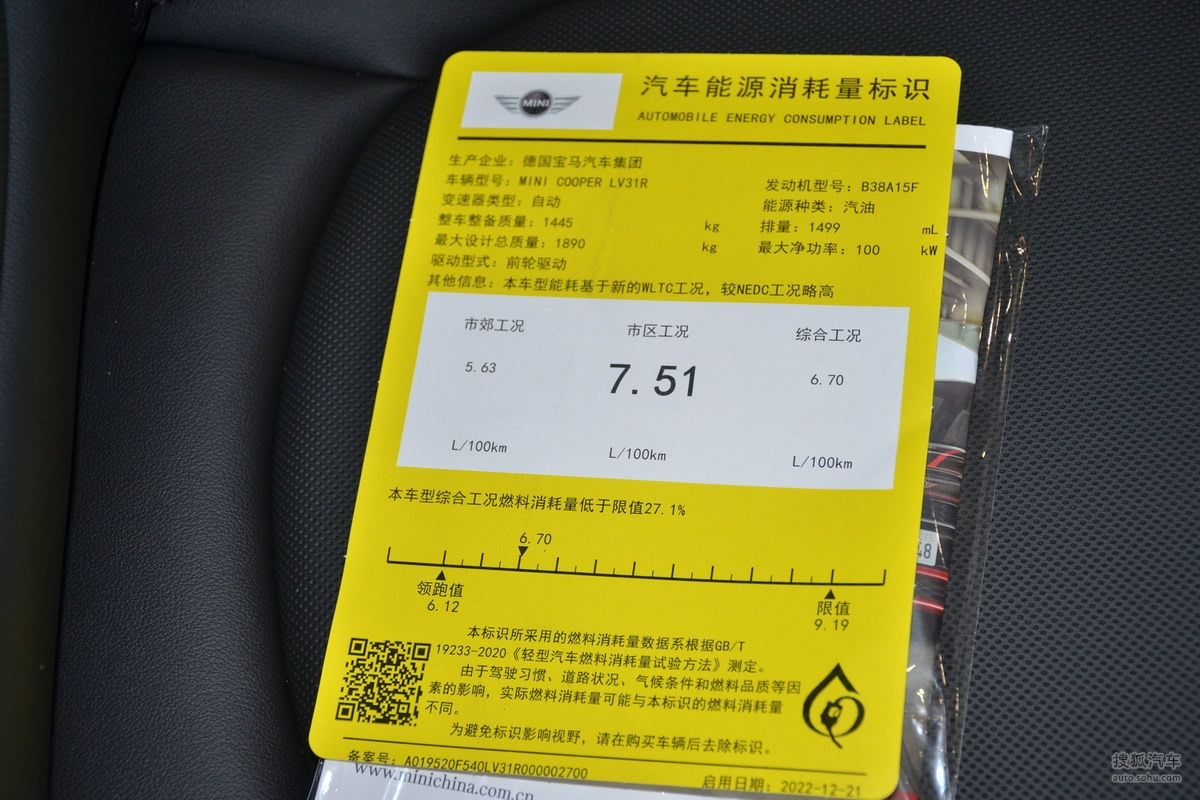 MINI
汽车能源消耗量标识
AUTOMOBILE ENERGY CONSUMPTION LABEL
生产企业：德国宝马汽车集团
车辆型号：MINI COOPER LV31R
发动机型号：B38A15F
变速器类型：自动
能源种类：汽油
整车整备质量：1445 kg
排量：1499 mL
最大设计总质量：1890 kg
最大净功率：100 kW
驱动型式：前轮驱动
其他信息：本车型能耗基于新的WLTC工况，较NEDC工况略高
市郊工况 市区工况 综合工况
5.63 7.51 6.70
L/100km L/100km L/100km
本车型综合工况燃料消耗量低于限值27.1%
6.70
领跑值 限值
6.12 9.19
本标识所采用的燃料消耗量数据系根据GB/T
19233-2020《轻型汽车燃料消耗量试验方法》测定。
由于驾驶习惯、道路状况、气候条件和燃料品质等因
素的影响，实际燃料消耗量可能与本标识的燃料消耗量
不同。
为避免标识影响视野，请在购买车辆后去除标识。
备案号：A019520F540LV31R000002700
启用日期：2022-12-21
www.minichina.com.cn
48
搜狐汽车
auto.sohu.com